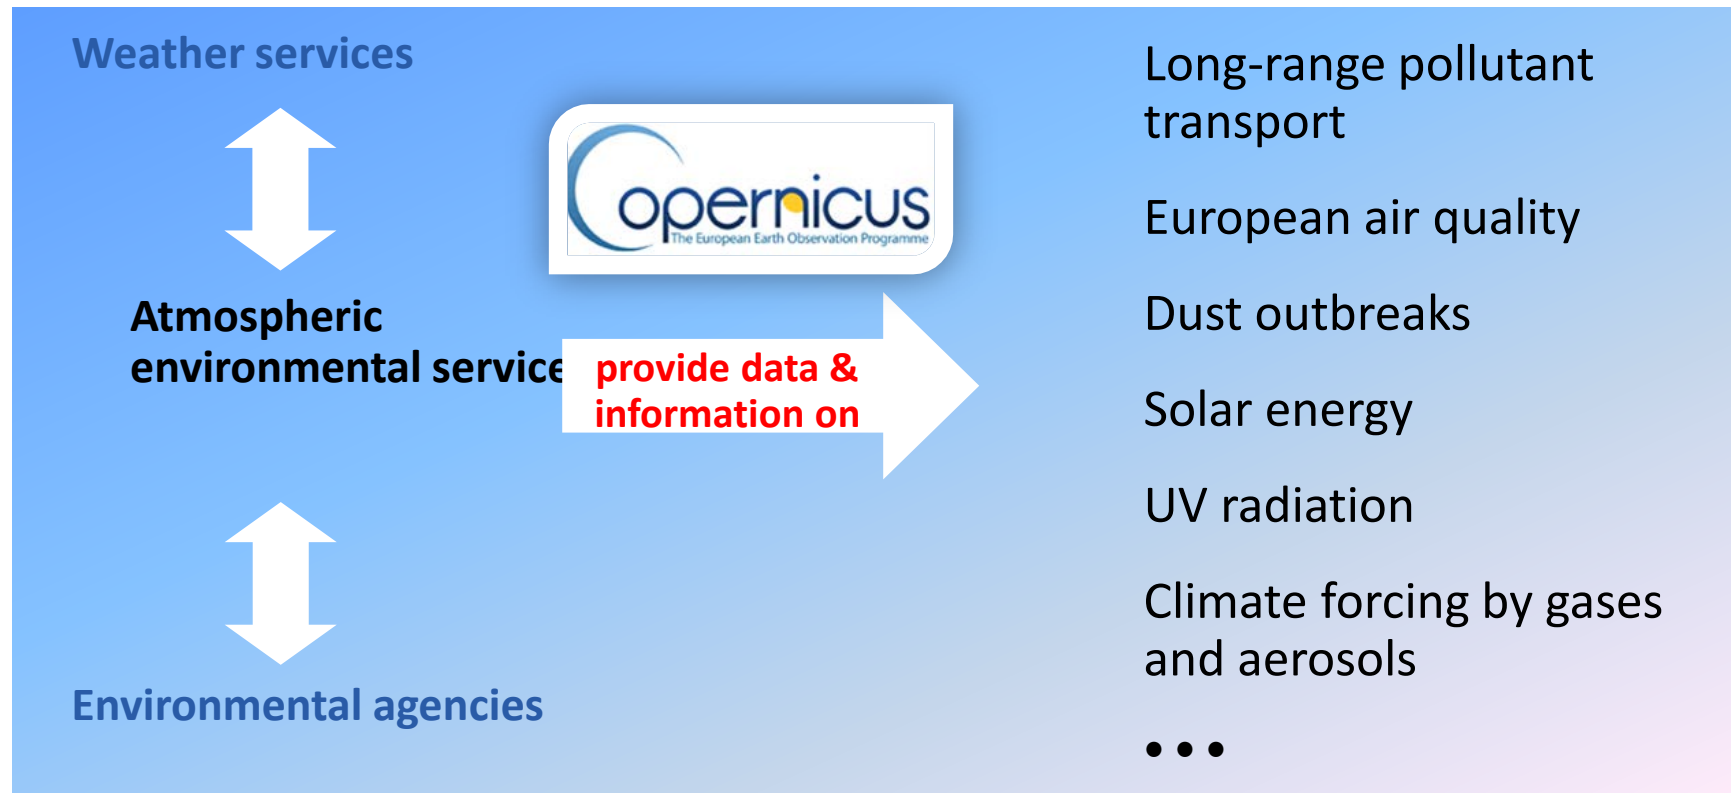 Weather services
Copernicus
The European Earth Observation Programme
Atmospheric
environmental service
provide data &
information on
Environmental agencies
Long-range pollutant
transport
European air quality
Dust outbreaks
Solar energy
UV radiation
Climate forcing by gases
and aerosols
...